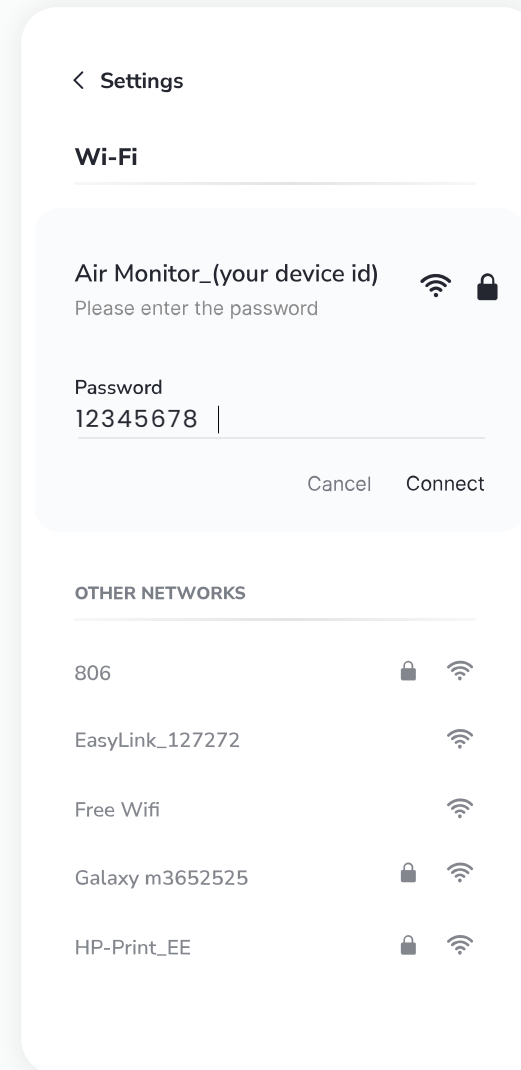 Settings
Wi-Fi
Air Monitor_(your device id)
Please enter the password
Password
12345678
Cancel Connect
OTHER NETWORKS
806
EasyLink_127272
Free Wifi
Galaxy m3652525
HP-Print_EE